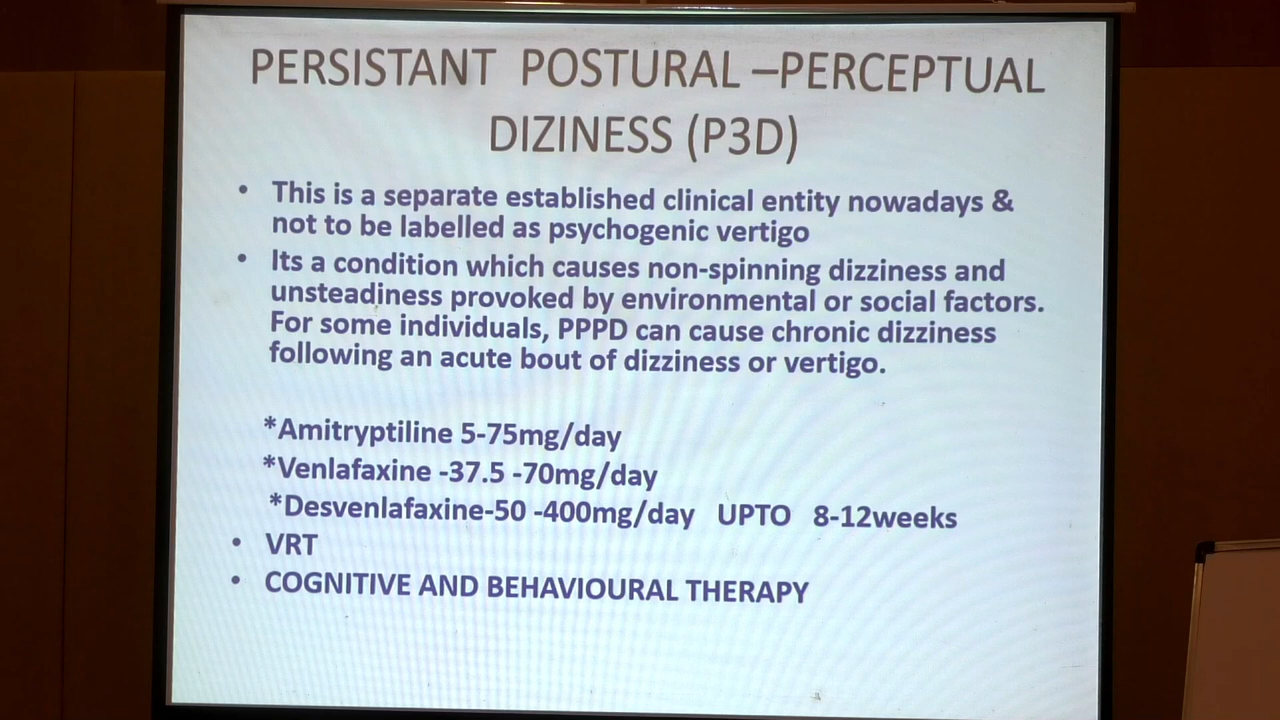 PERSISTANT POSTURAL –PERCEPTUAL
DIZINESS (P3D)
• This is a separate established clinical entity nowadays &
not to be labelled as psychogenic vertigo
• Its a condition which causes non-spinning dizziness and
unsteadiness provoked by environmental or social factors.
For some individuals, PPPD can cause chronic dizziness
following an acute bout of dizziness or vertigo.
*Amitryptiline 5-75mg/day
*Venlafaxine -37.5 -70mg/day
*Desvenlafaxine-50 -400mg/day UPTO 8-12weeks
• VRT
• COGNITIVE AND BEHAVIOURAL THERAPY